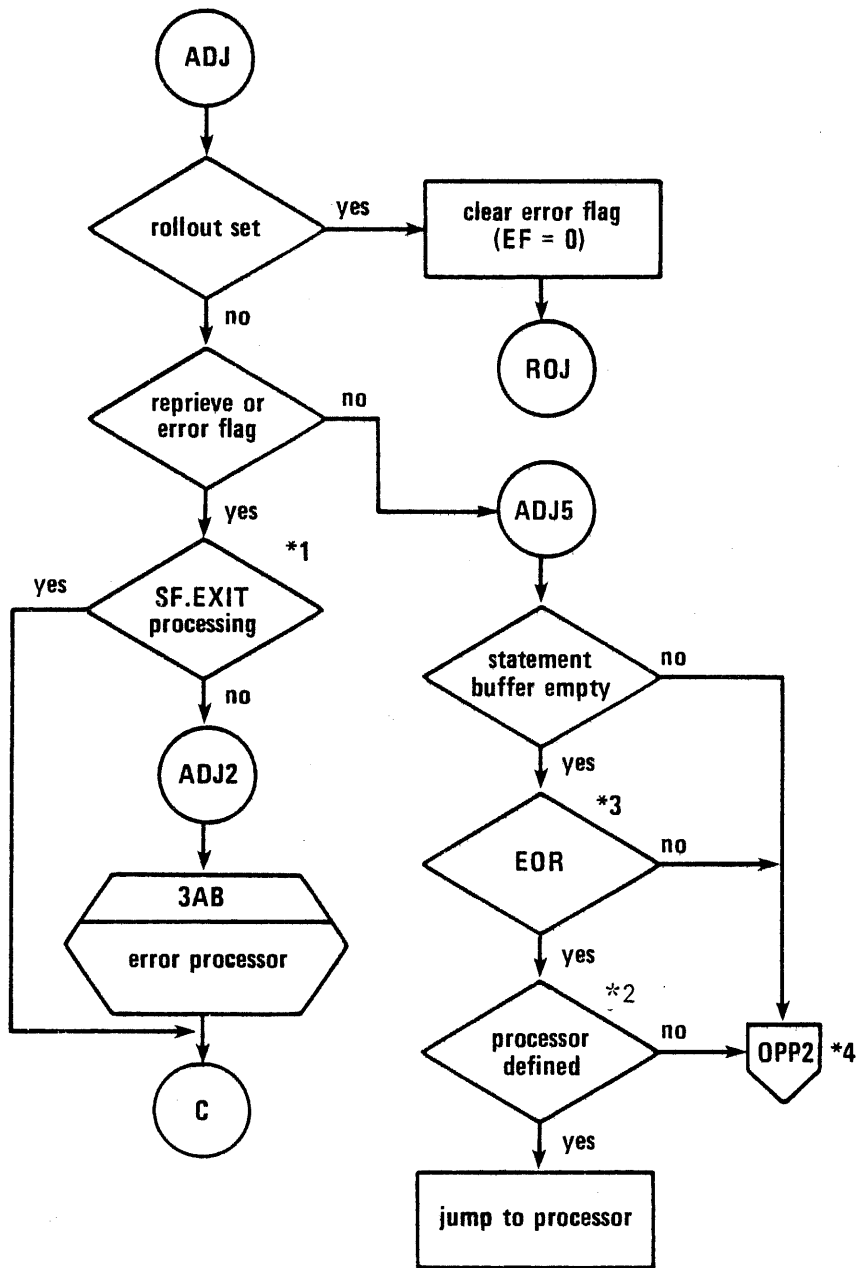 ADJ
rollout set
yes
clear error flag
(EF = 0)
no
ROJ
reprieve or
error flag
no
yes
ADJ5
*1
yes
SF.EXIT
processing
no
statement
buffer empty
no
yes
ADJ2
*3
EOR
no
yes
3AB
error processor
*2
processor
defined
no
OPP2
*4
yes
C
jump to processor